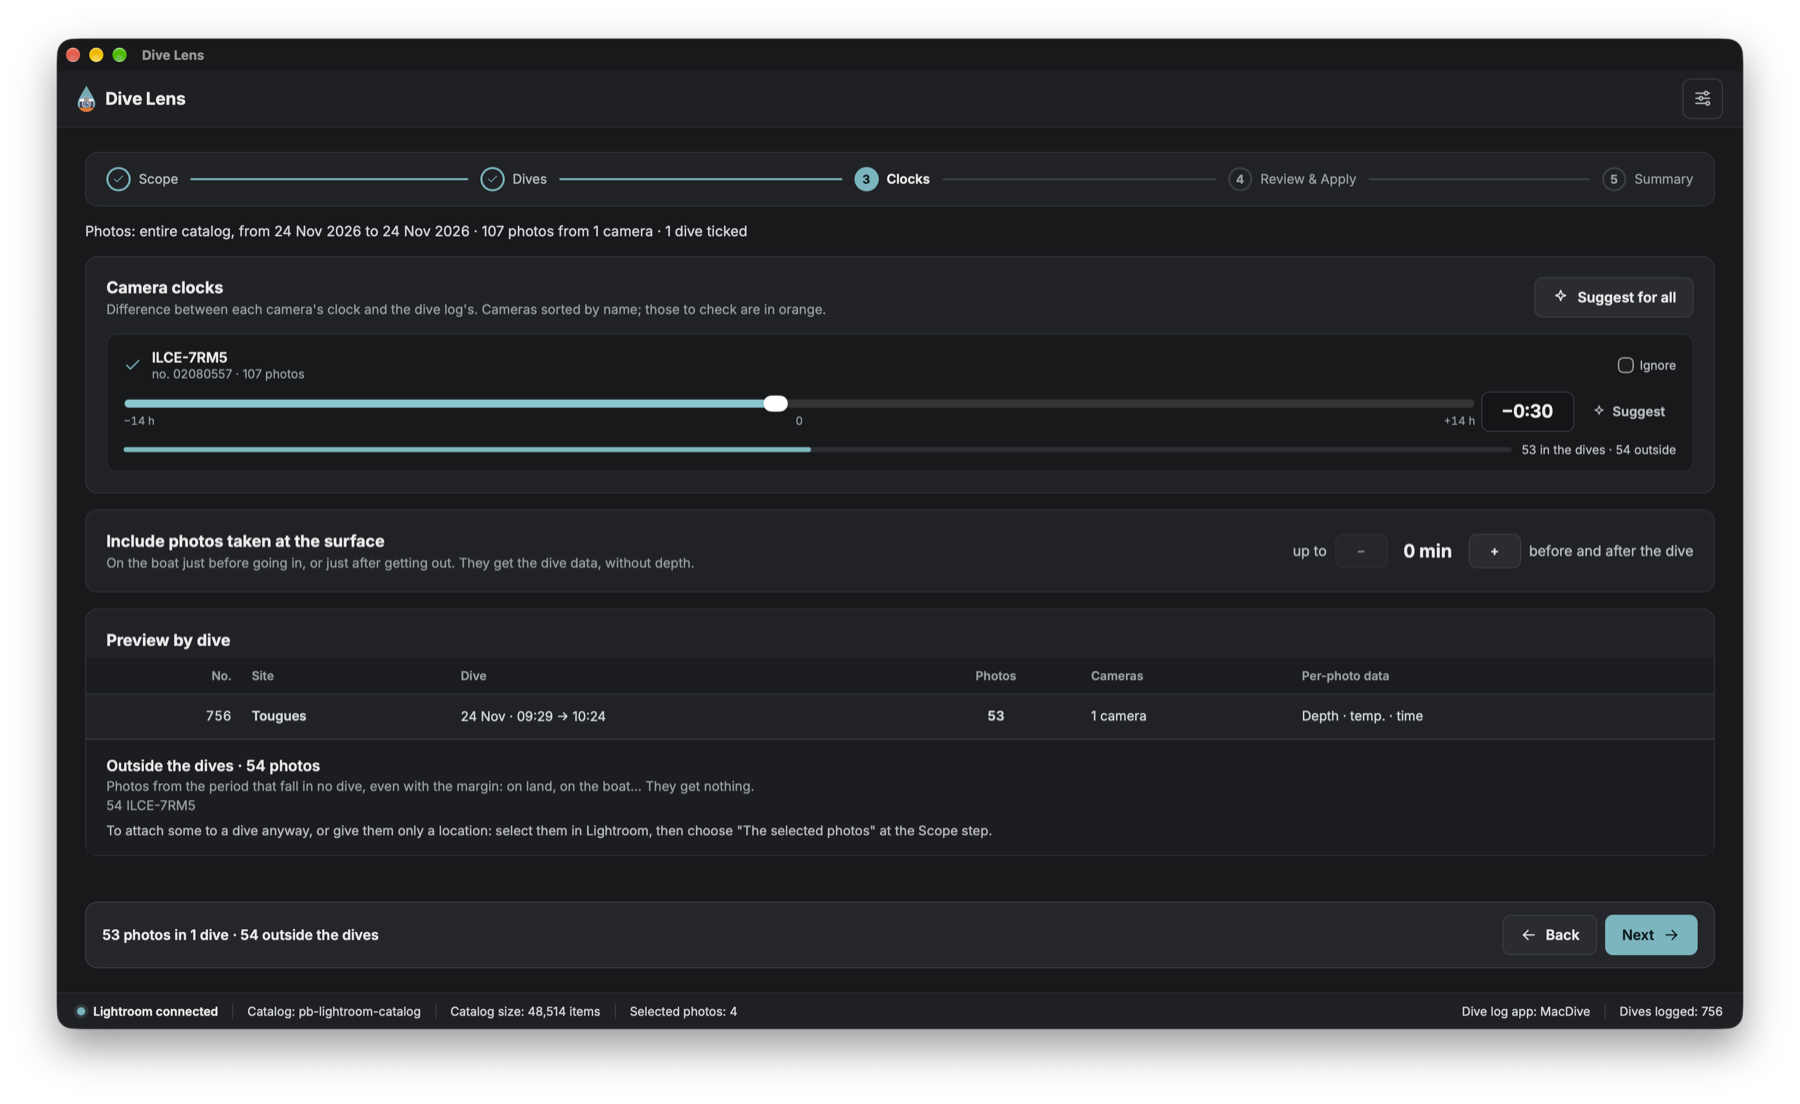 Dive Lens
Dive Lens
Scope
Dives
3 Clocks
4 Review & Apply
5 Summary
Photos: entire catalog, from 24 Nov 2026 to 24 Nov 2026 · 107 photos from 1 camera · 1 dive ticked
Camera clocks
Difference between each camera's clock and the dive log's. Cameras sorted by name; those to check are in orange.
Suggest for all
ILCE-7RM5
no. 02080557 · 107 photos
Ignore
−14 h
0
+14 h
−0:30
Suggest
53 in the dives · 54 outside
Include photos taken at the surface
On the boat just before going in, or just after getting out. They get the dive data, without depth.
up to − 0 min + before and after the dive
Preview by dive
No. Site Dive Photos Cameras Per-photo data
756 Tougues 24 Nov · 09:29 → 10:24 53 1 camera Depth · temp. · time
Outside the dives · 54 photos
Photos from the period that fall in no dive, even with the margin: on land, on the boat... They get nothing.
54 ILCE-7RM5
To attach some to a dive anyway, or give them only a location: select them in Lightroom, then choose "The selected photos" at the Scope step.
53 photos in 1 dive · 54 outside the dives
← Back
Next →
Lightroom connected
Catalog: pb-lightroom-catalog
Catalog size: 48,514 items
Selected photos: 4
Dive log app: MacDive
Dives logged: 756